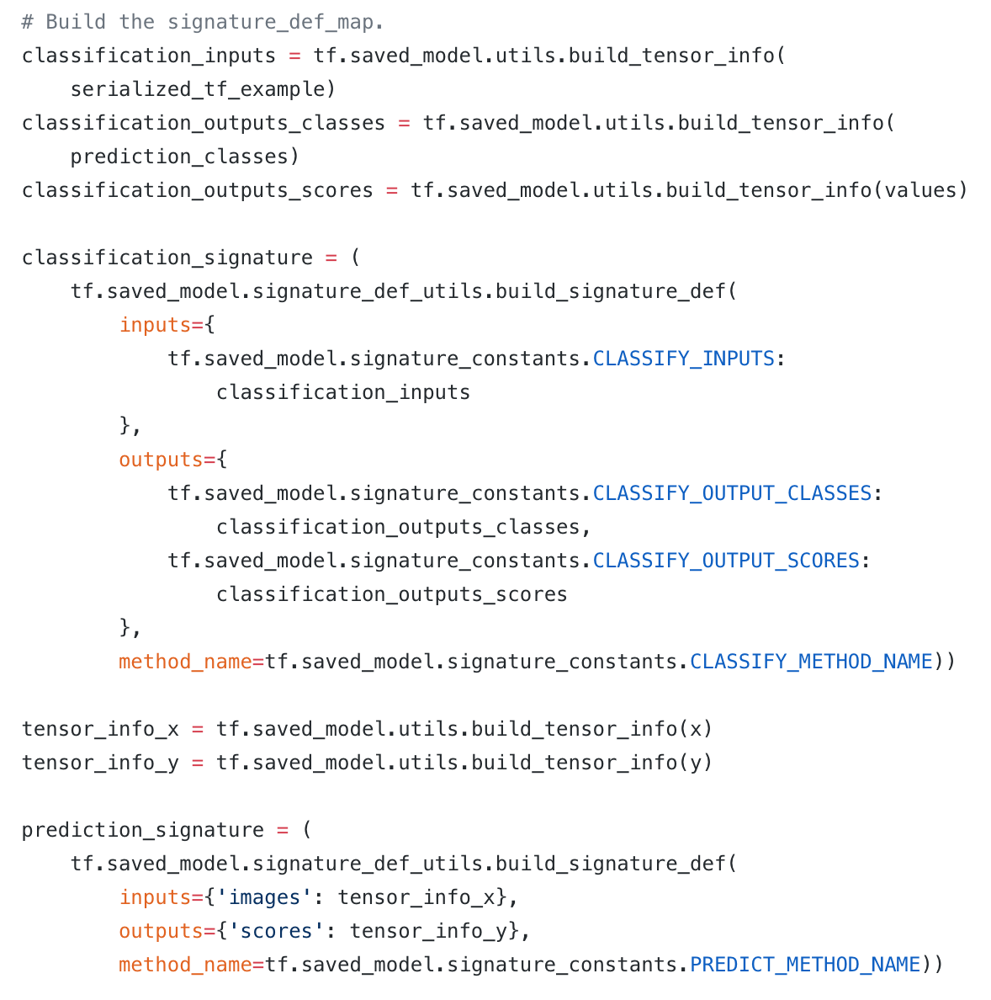 # Build the signature_def_map.
classification_inputs = tf.saved_model.utils.build_tensor_info(
    serialized_tf_example)
classification_outputs_classes = tf.saved_model.utils.build_tensor_info(
    prediction_classes)
classification_outputs_scores = tf.saved_model.utils.build_tensor_info(values)

classification_signature = (
    tf.saved_model.signature_def_utils.build_signature_def(
        inputs={
            tf.saved_model.signature_constants.CLASSIFY_INPUTS:
                classification_inputs
        },
        outputs={
            tf.saved_model.signature_constants.CLASSIFY_OUTPUT_CLASSES:
                classification_outputs_classes,
            tf.saved_model.signature_constants.CLASSIFY_OUTPUT_SCORES:
                classification_outputs_scores
        },
        method_name=tf.saved_model.signature_constants.CLASSIFY_METHOD_NAME))

tensor_info_x = tf.saved_model.utils.build_tensor_info(x)
tensor_info_y = tf.saved_model.utils.build_tensor_info(y)

prediction_signature = (
    tf.saved_model.signature_def_utils.build_signature_def(
        inputs={'images': tensor_info_x},
        outputs={'scores': tensor_info_y},
        method_name=tf.saved_model.signature_constants.PREDICT_METHOD_NAME))